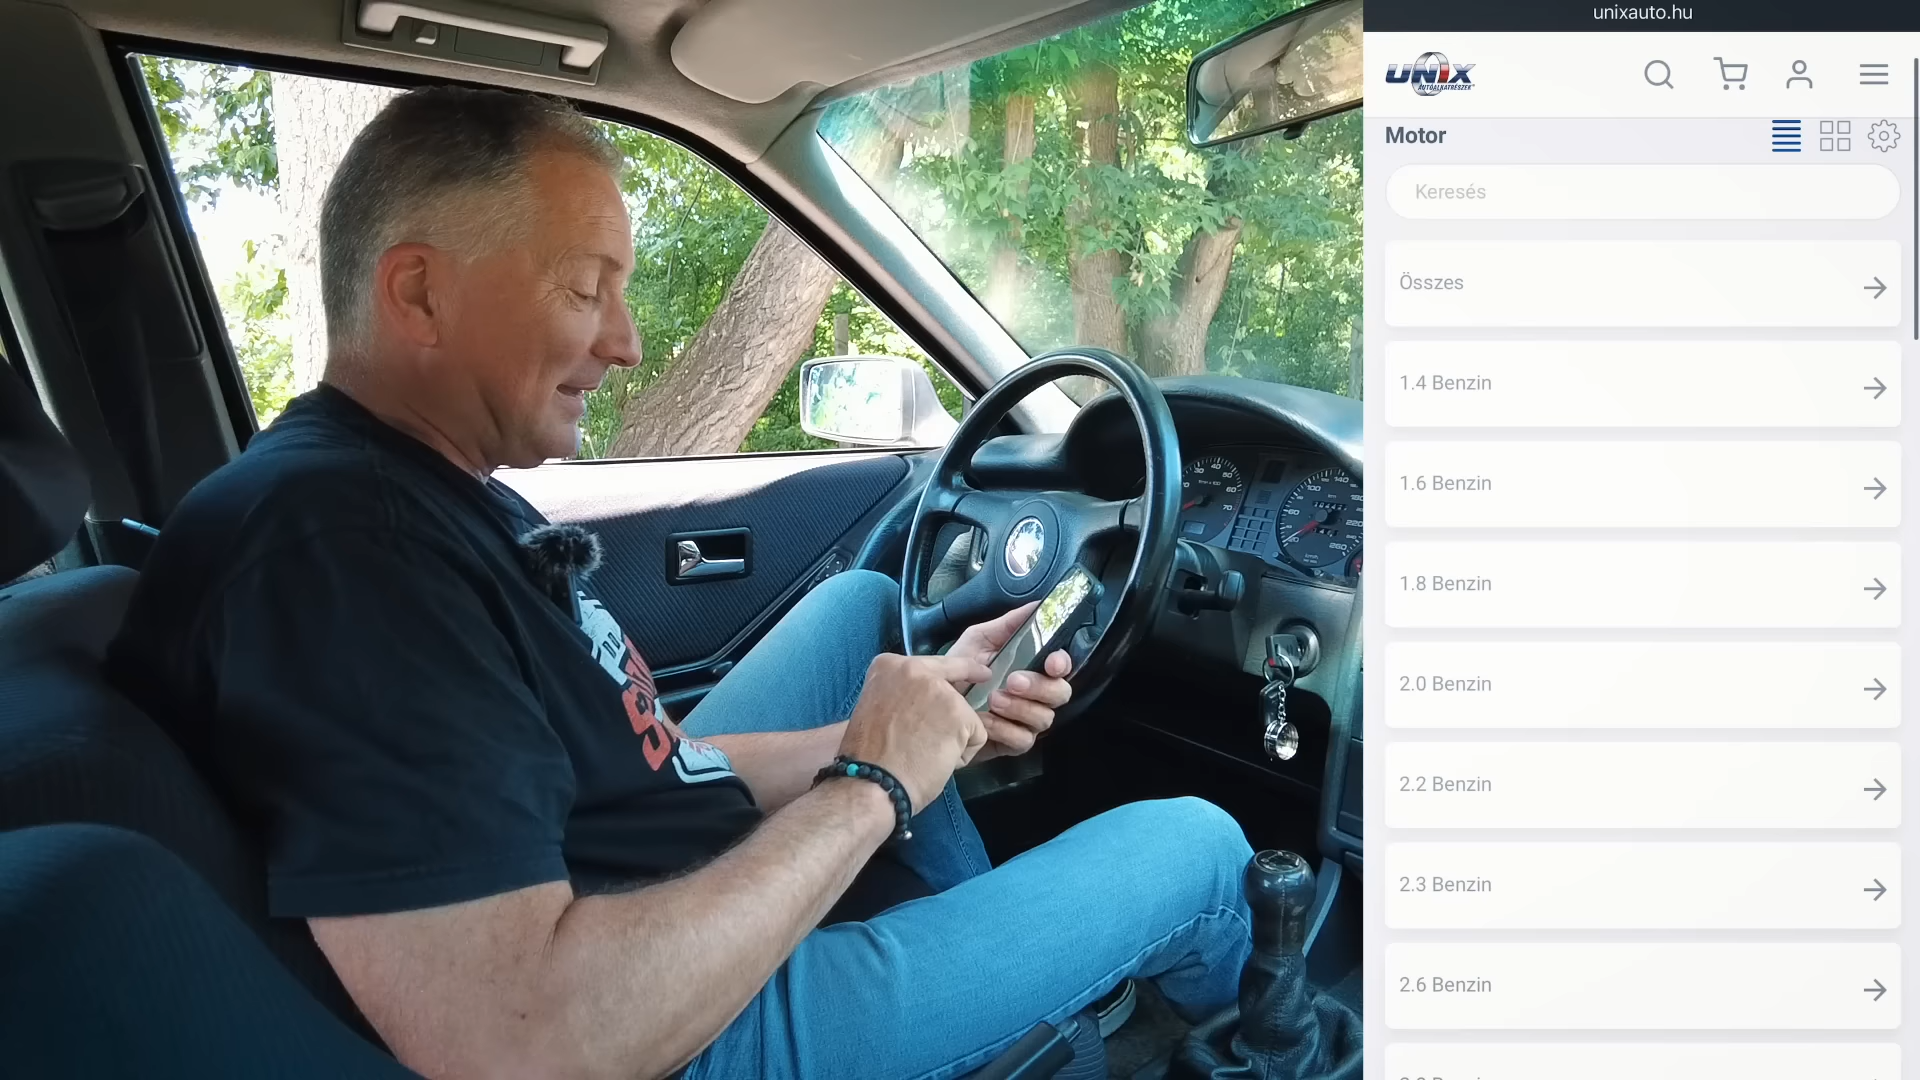 unixauto.hu
UNIX
AUTÓALKATRÉSZEK
Motor
Keresés
Összes
1.4 Benzin
1.6 Benzin
1.8 Benzin
2.0 Benzin
2.2 Benzin
2.3 Benzin
2.6 Benzin